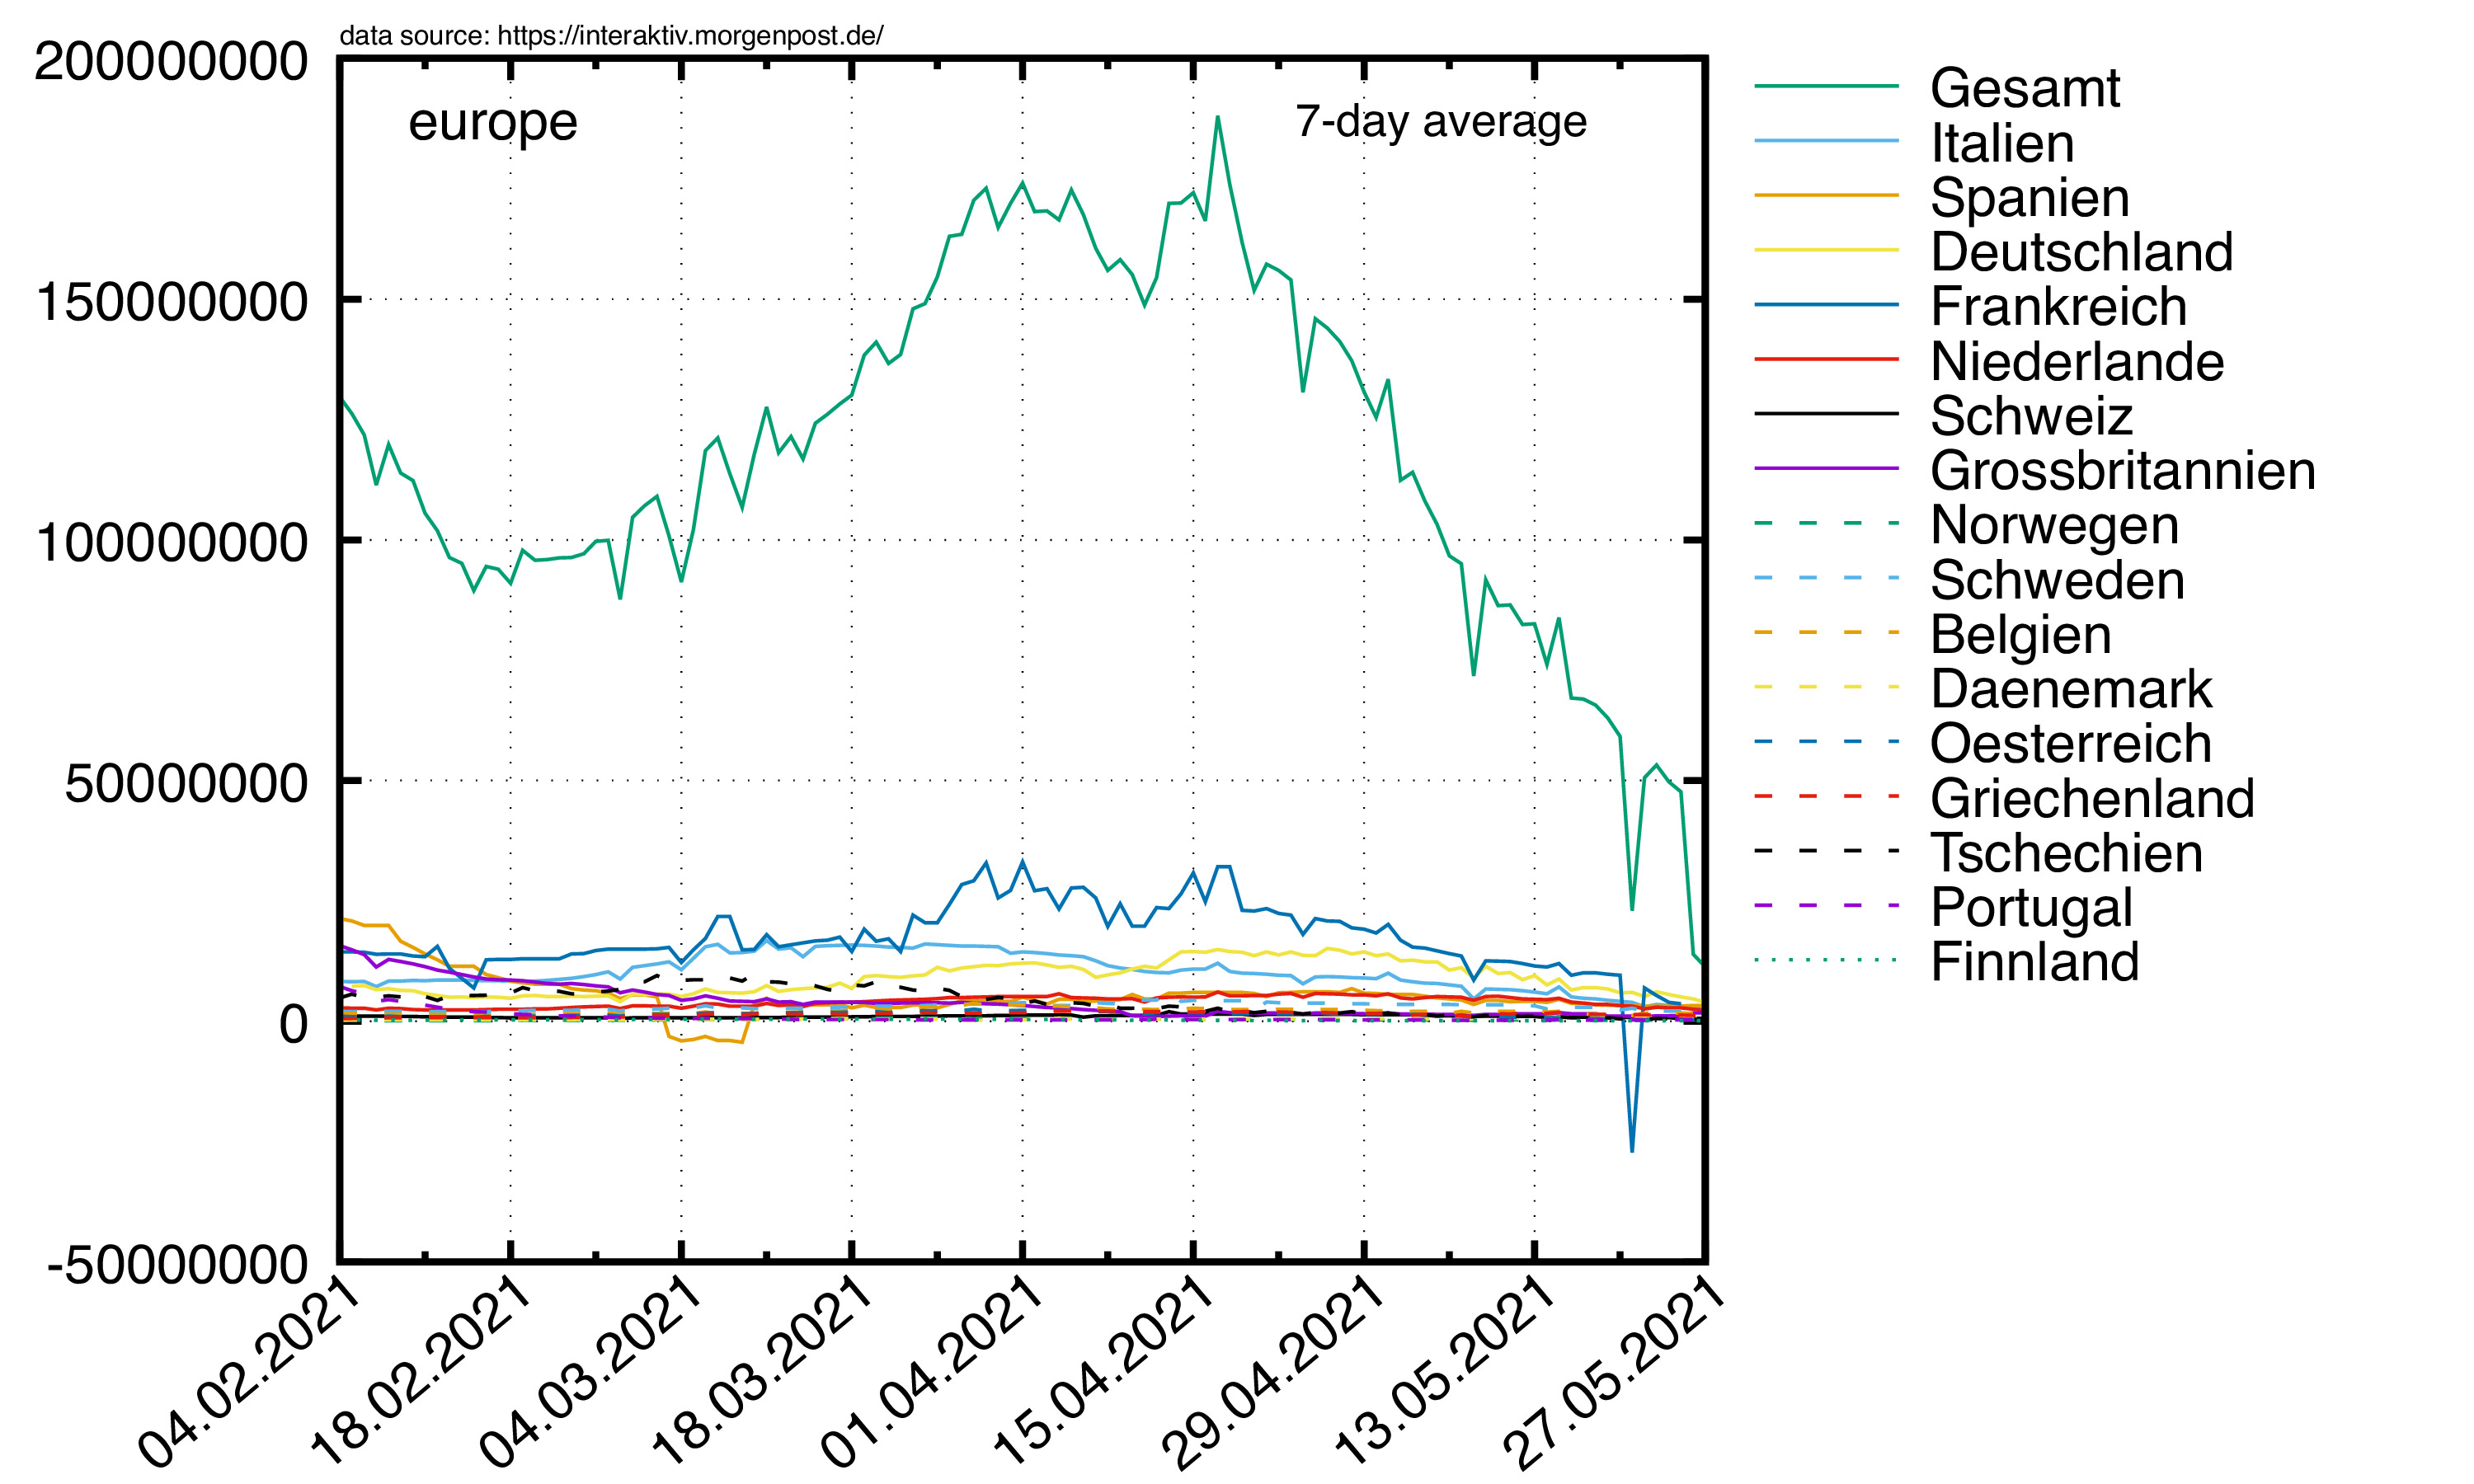 data source: https://interaktiv.morgenpost.de/
europe
7-day average
200000000
150000000
100000000
50000000
0
-50000000
04.02.2021
18.02.2021
04.03.2021
18.03.2021
01.04.2021
15.04.2021
29.04.2021
13.05.2021
27.05.2021
Gesamt
Italien
Spanien
Deutschland
Frankreich
Niederlande
Schweiz
Grossbritannien
Norwegen
Schweden
Belgien
Daenemark
Oesterreich
Griechenland
Tschechien
Portugal
Finnland